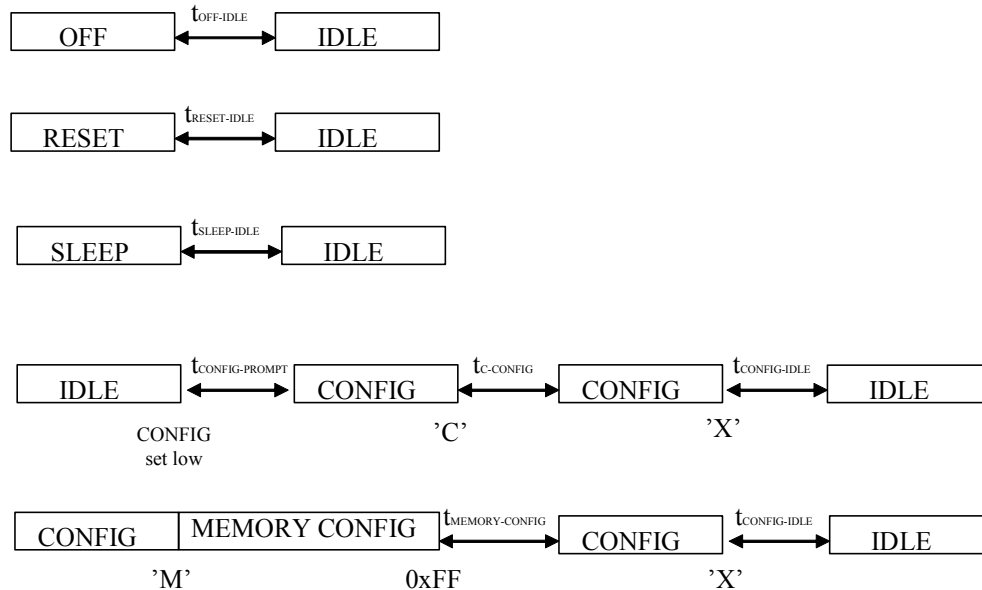 tOFF-IDLE
OFF IDLE
tRESET-IDLE
RESET IDLE
tSLEEP-IDLE
SLEEP IDLE
tCONFIG-PROMPT tC-CONFIG tCONFIG-IDLE
IDLE CONFIG CONFIG IDLE
CONFIG
set low
’C’ ’X’
tMEMORY-CONFIG tCONFIG-IDLE
CONFIG MEMORY CONFIG CONFIG IDLE
’M’ 0xFF ’X’